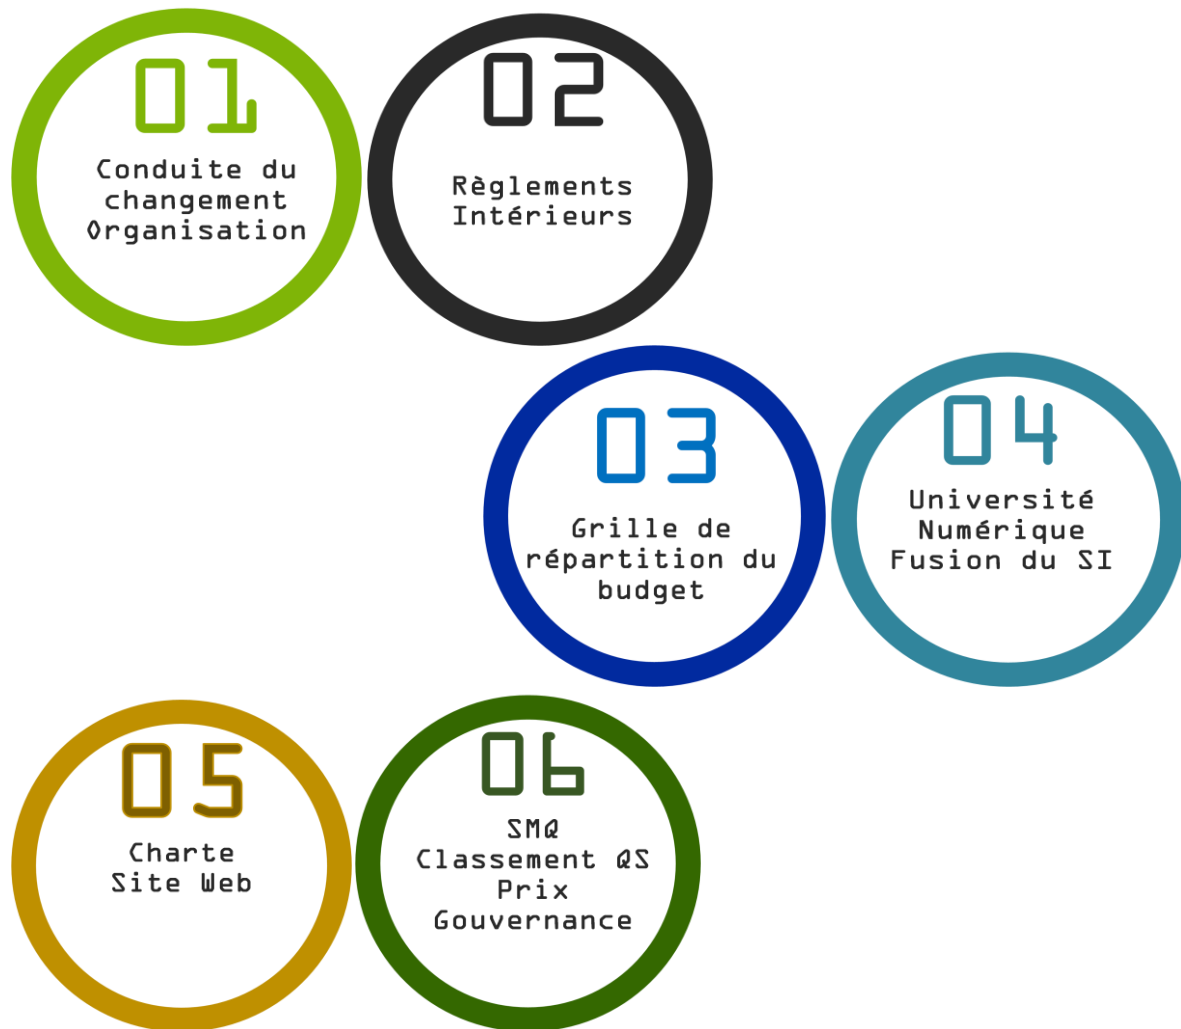 01
Conduite du
changement
Organisation
02
Règlements
Intérieurs
03
Grille de
répartition du
budget
04
Université
Numérique
Fusion du SI
05
Charte
Site Web
06
SMQ
Classement QS
Prix
Gouvernance